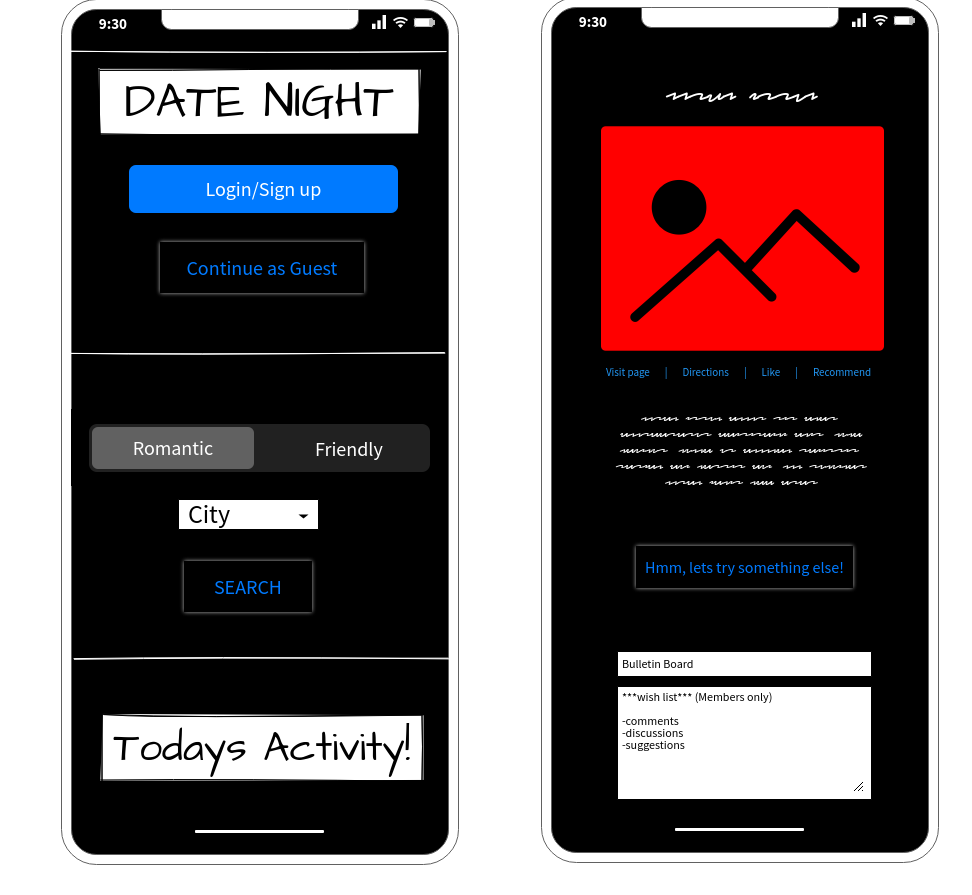 9:30
DATE NIGHT
Login/Sign up
Continue as Guest
Romantic Friendly
City
SEARCH
Todays Activity!
9:30
Visit page | Directions | Like | Recommend
Hmm, lets try something else!
Bulletin Board
***wish list*** (Members only)
-comments
-discussions
-suggestions